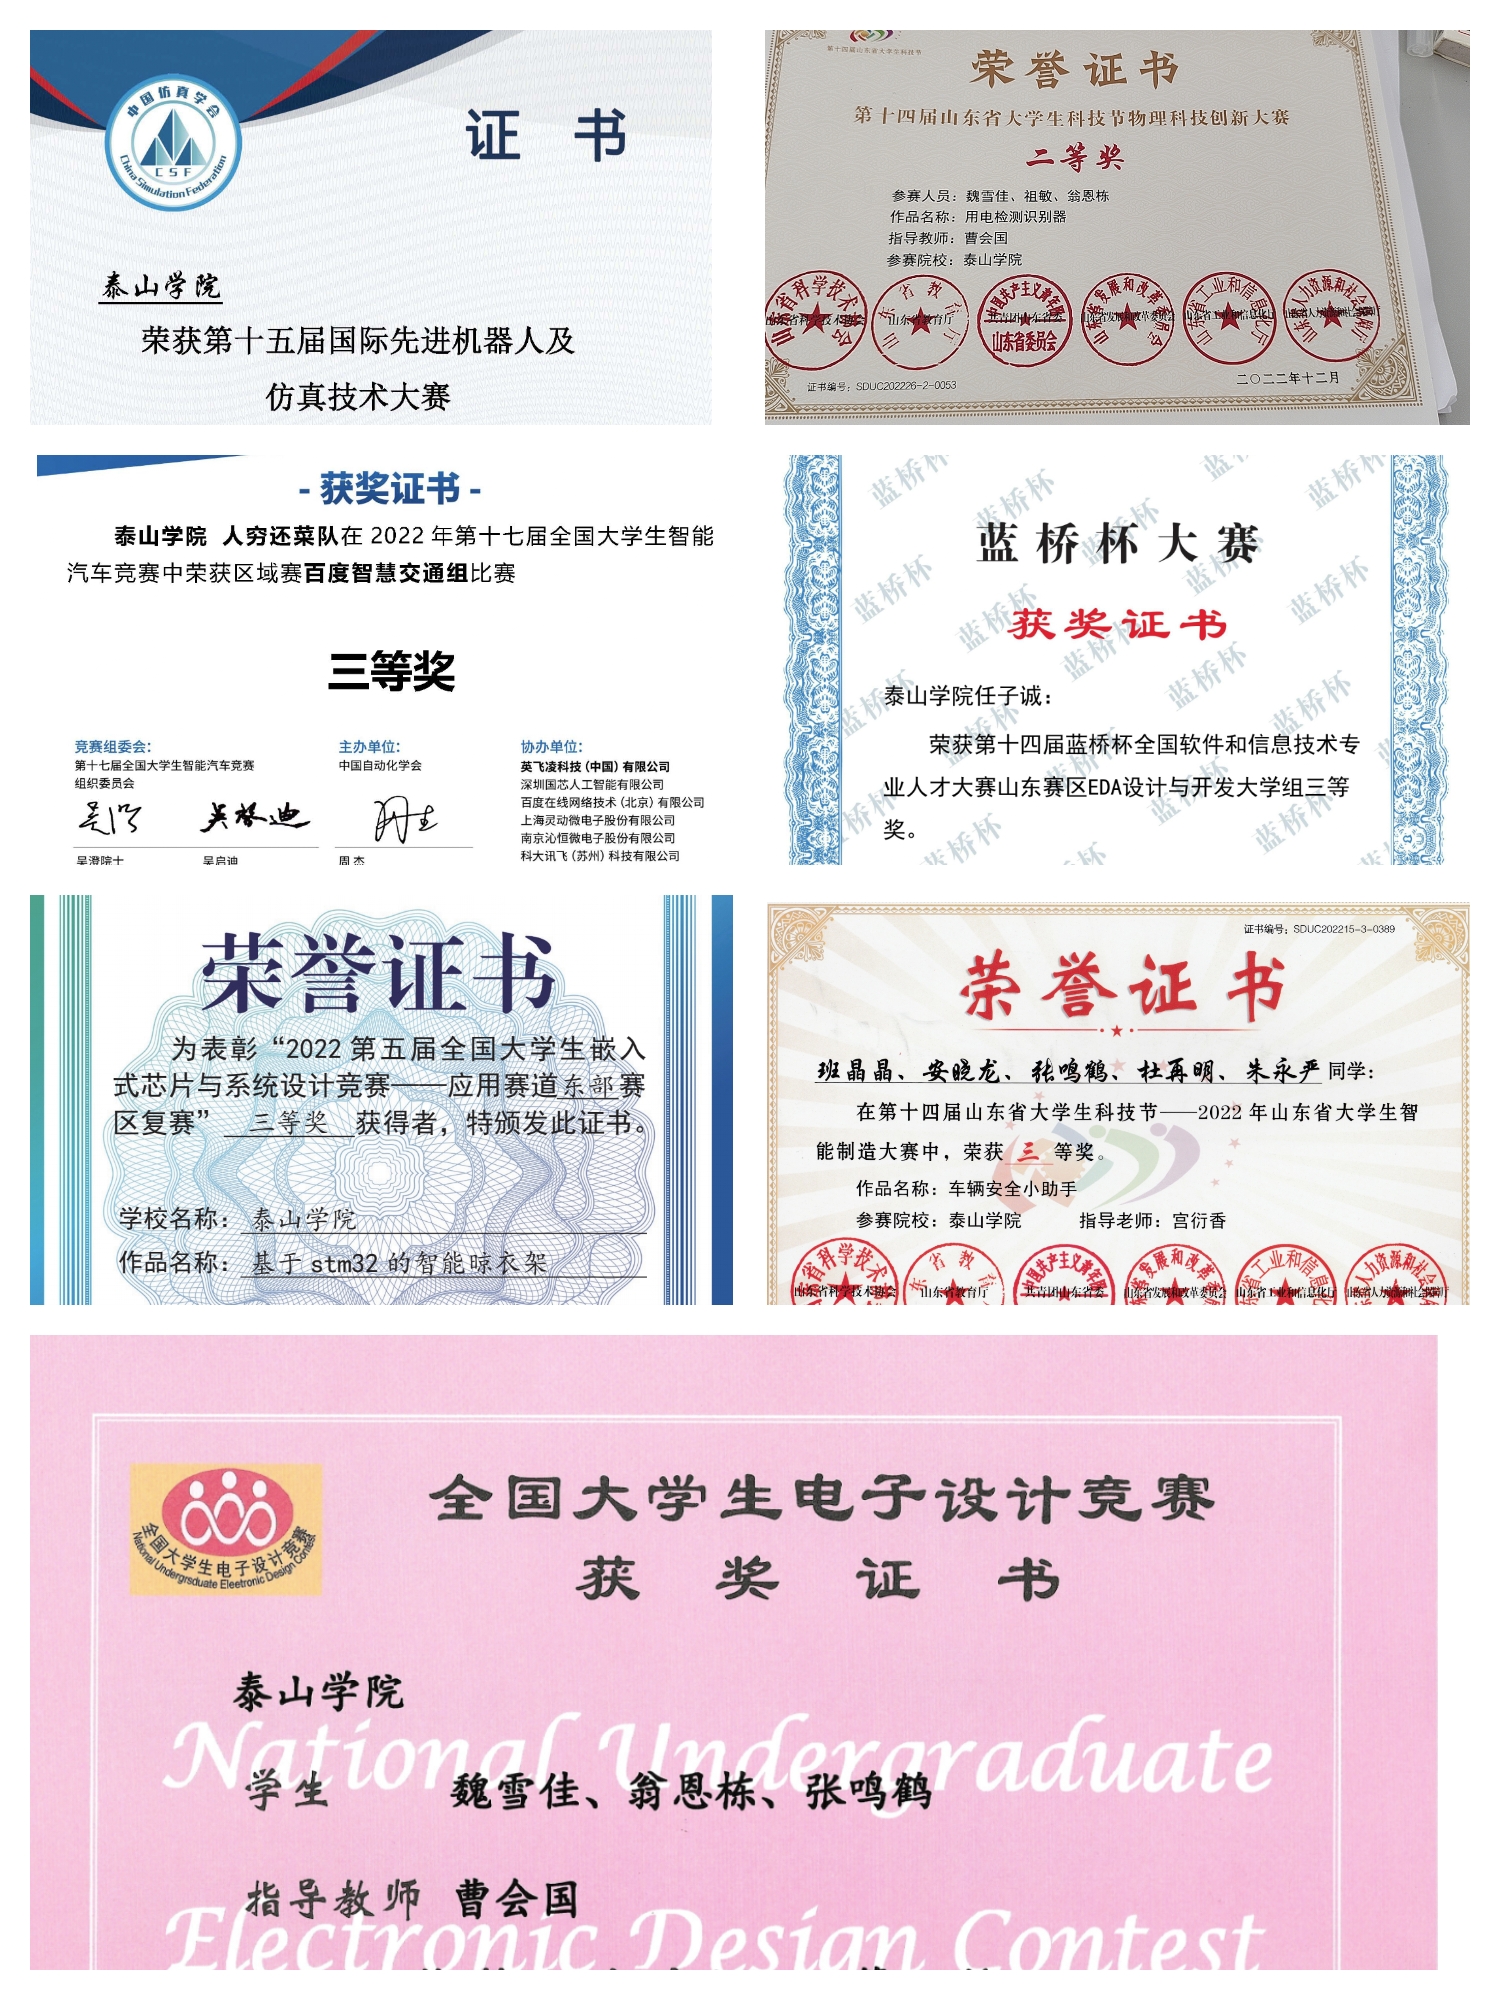 中国仿真学会
CSF
China Simulation Federation
证 书
泰山学院
荣获第十五届国际先进机器人及
仿真技术大赛
第十四届山东省大学生科技节
荣誉证书
第十四届山东省大学生科技节物理科技创新大赛
二等奖
参赛人员：魏雪佳、祖敏、翁恩栋
作品名称：用电检测识别器
指导教师：曹会国
参赛院校：泰山学院
山东省科学技术协会
山东省教育厅
共青团山东省委
中国共产主义青年团
山东省委员会
山东省发展和改革委员会
山东省工业和信息化厅
山东省人力资源和社会保障厅
证书编号：SDUC202226-2-0053
二〇二二年十二月
- 获奖证书 -
泰山学院 人穷还菜队在 2022 年第十七届全国大学生智能
汽车竞赛中荣获区域赛百度智慧交通组比赛
三等奖
竞赛组委会：
第十七届全国大学生智能汽车竞赛
组织委员会
吴澄院士
吴启迪
主办单位：
中国自动化学会
周 杰
协办单位：
英飞凌科技（中国）有限公司
深圳国芯人工智能有限公司
百度在线网络技术（北京）有限公司
上海灵动微电子股份有限公司
南京沁恒微电子股份有限公司
科大讯飞（苏州）科技有限公司
蓝桥杯大赛
获奖证书
泰山学院任子诚：
荣获第十四届蓝桥杯全国软件和信息技术专
业人才大赛山东赛区EDA设计与开发大学组三等
奖。
蓝桥杯
荣誉证书
为表彰“2022 第五届全国大学生嵌入
式芯片与系统设计竞赛——应用赛道东部赛
区复赛” 三等奖 获得者，特颁发此证书。
学校名称： 泰山学院
作品名称： 基于 stm32 的智能晾衣架
证书编号：SDUC202215-3-0389
荣誉证书
班晶晶、安晓龙、张鸣鹤、杜再明、朱永严 同学：
在第十四届山东省大学生科技节——2022 年山东省大学生智
能制造大赛中，荣获 三 等奖。
作品名称：车辆安全小助手
参赛院校：泰山学院 指导老师：宫衍香
山东省科学技术协会
山东省教育厅
共青团山东省委
山东省发展和改革委员会
山东省工业和信息化厅
山东省人力资源和社会保障厅
全国大学生电子设计竞赛
National Undergrsduate Eleetronic Design Contest
全国大学生电子设计竞赛
获 奖 证 书
泰山学院
National Undergraduate
学生 魏雪佳、翁恩栋、张鸣鹤
指导教师 曹会国
Electronic Design Contest